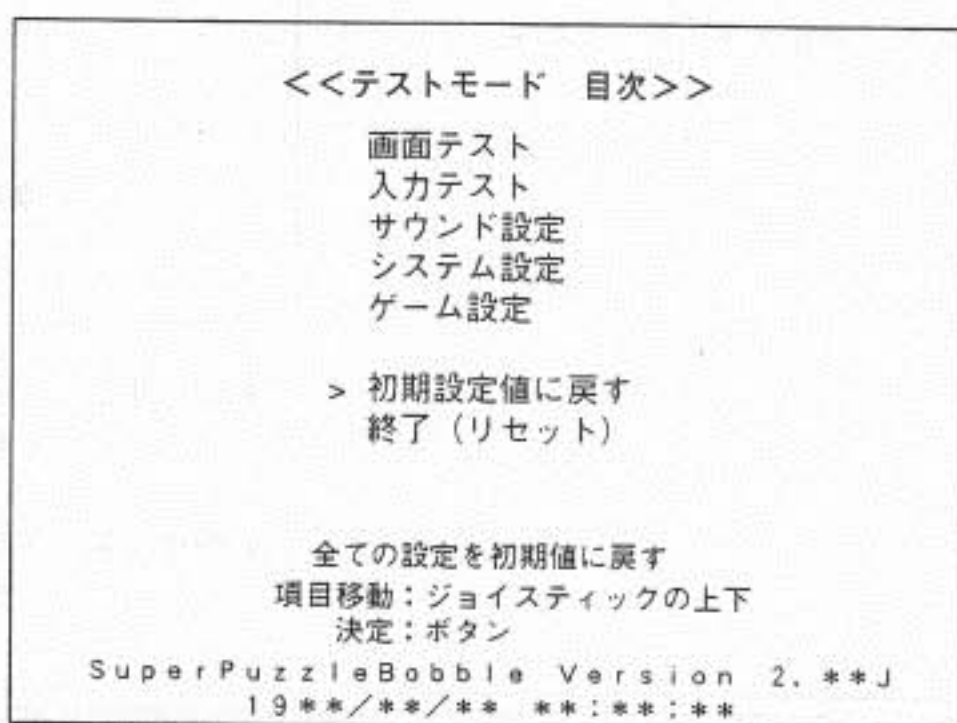 ＜＜テストモード　目次＞＞
画面テスト
入力テスト
サウンド設定
システム設定
ゲーム設定
> 初期設定値に戻す
終了（リセット）
全ての設定を初期値に戻す
項目移動：ジョイスティックの上下
決定：ボタン
SuperPuzzleBobble Version 2.**J
19**/**/** **:**:**